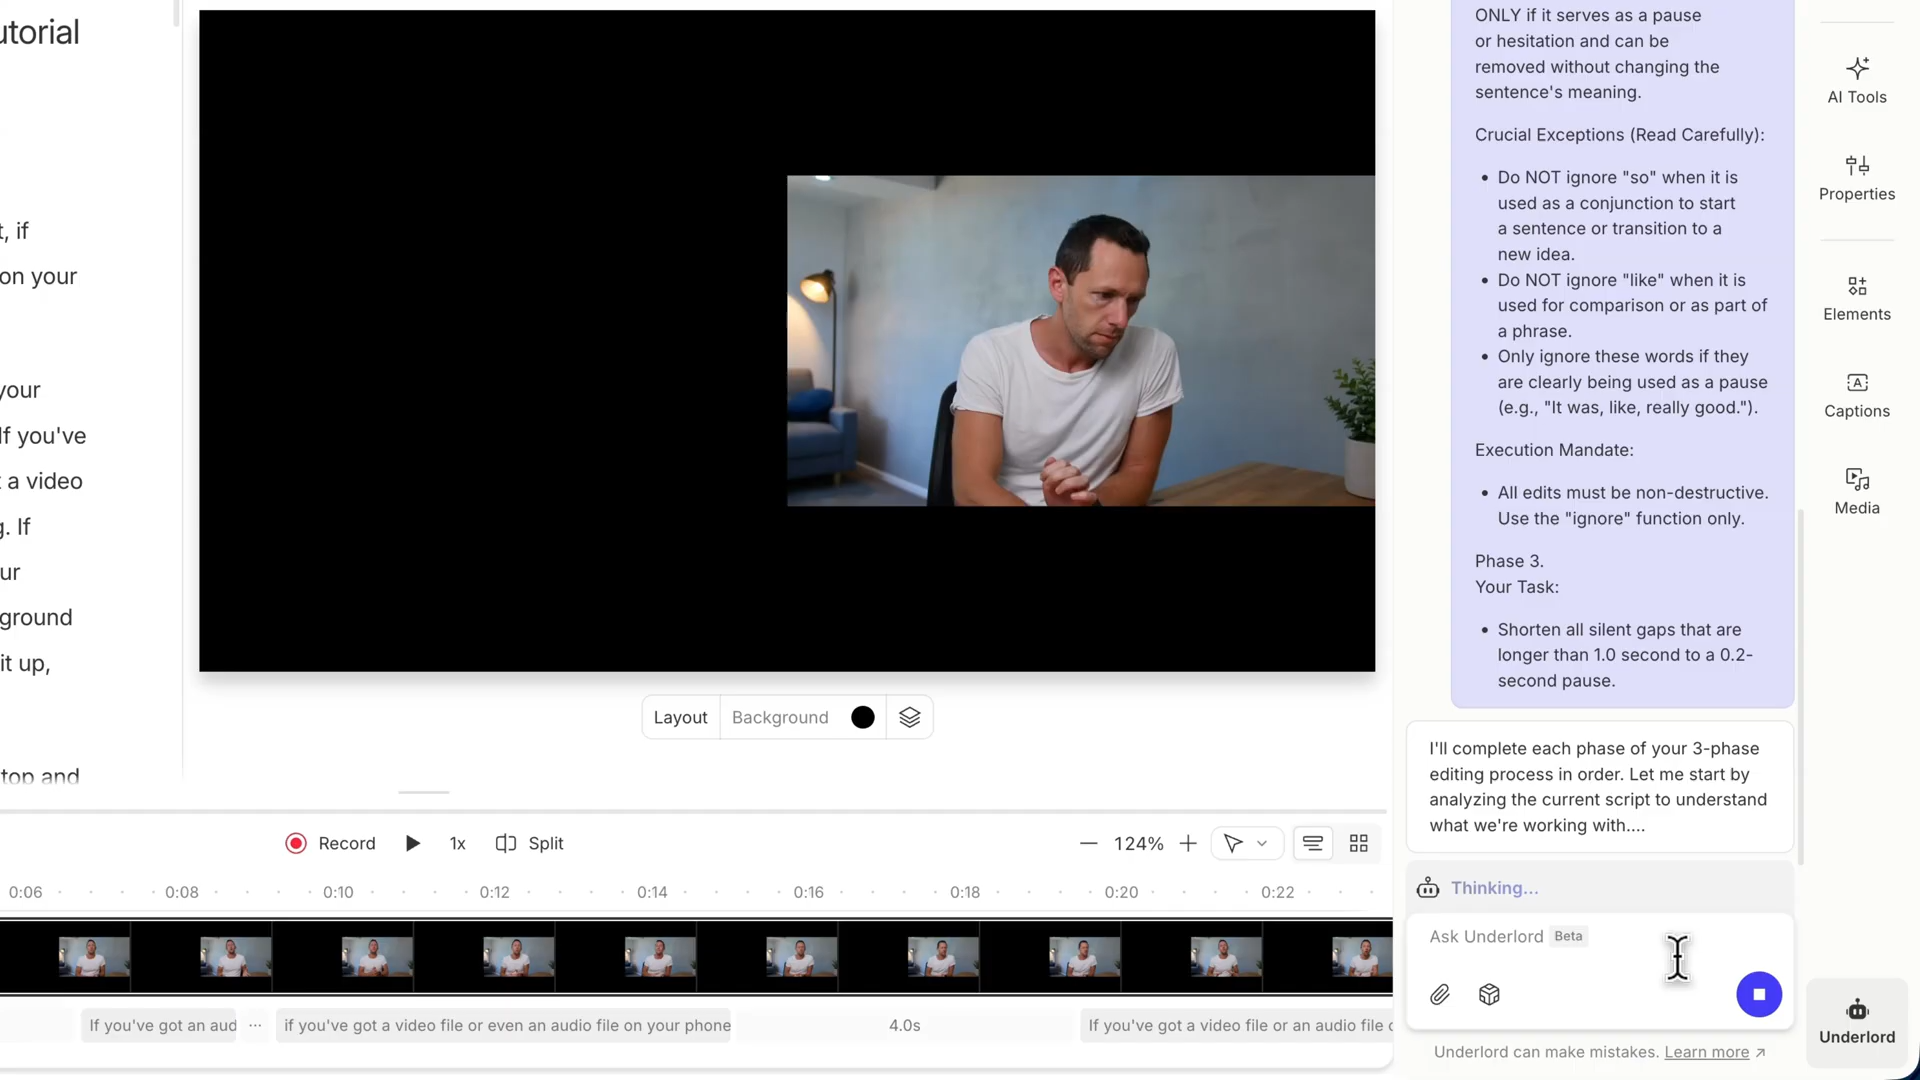 utorial
t, if
on your
your
If you've
t a video
g. If
ur
ground
it up,
top and
Layout
Background
Record
1x
Split
124%
0:06
0:08
0:10
0:12
0:14
0:16
0:18
0:20
0:22
If you've got an aud
...
if you've got a video file or even an audio file on your phone
4.0s
If you've got a video file or an audio file c
ONLY if it serves as a pause
or hesitation and can be
removed without changing the
sentence's meaning.
Crucial Exceptions (Read Carefully):
• Do NOT ignore "so" when it is
used as a conjunction to start
a sentence or transition to a
new idea.
• Do NOT ignore "like" when it is
used for comparison or as part of
a phrase.
• Only ignore these words if they
are clearly being used as a pause
(e.g., "It was, like, really good.").
Execution Mandate:
• All edits must be non-destructive.
Use the "ignore" function only.
Phase 3.
Your Task:
• Shorten all silent gaps that are
longer than 1.0 second to a 0.2-
second pause.
I'll complete each phase of your 3-phase
editing process in order. Let me start by
analyzing the current script to understand
what we're working with....
Thinking...
Ask Underlord Beta
Underlord can make mistakes. Learn more ↗
AI Tools
Properties
Elements
Captions
Media
Underlord